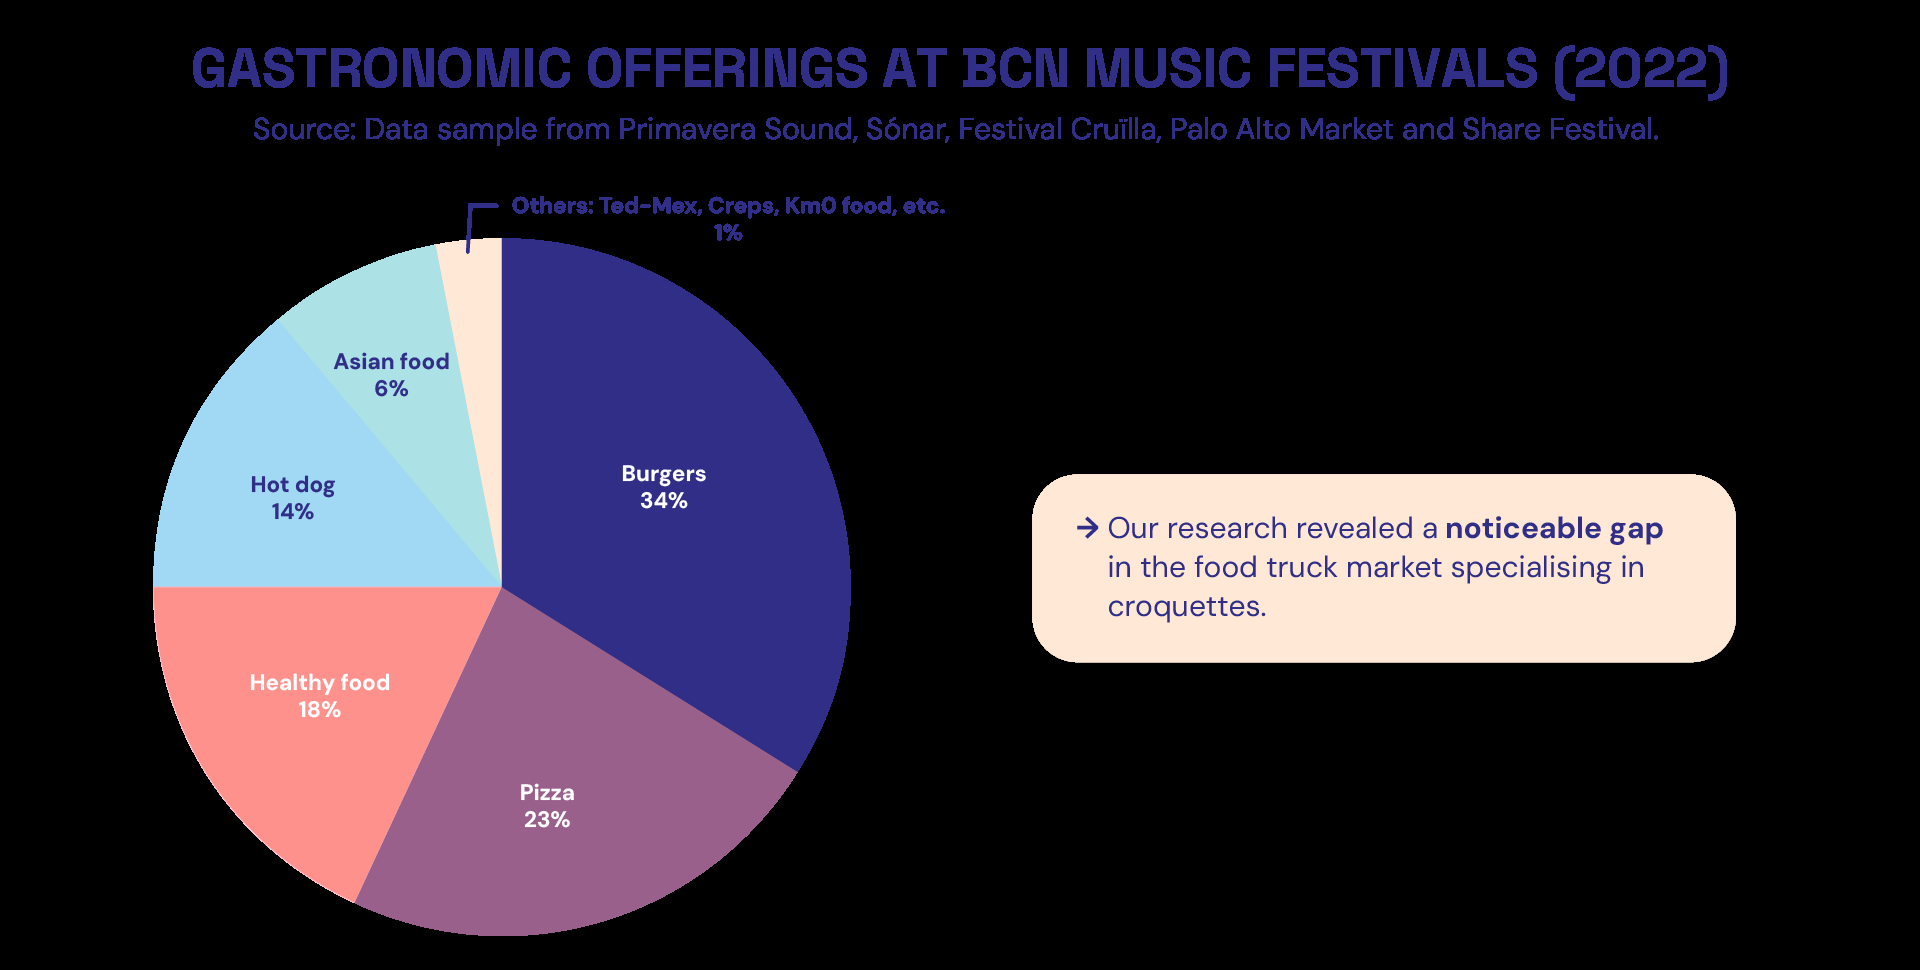 GASTRONOMIC OFFERINGS AT BCN MUSIC FESTIVALS (2022)
Source: Data sample from Primavera Sound, Sónar, Festival Cruïlla, Palo Alto Market and Share Festival.
Others: Ted-Mex, Creps, Km0 food, etc.
1%
Asian food
6%
Burgers
34%
Hot dog
14%
→ Our research revealed a noticeable gap
in the food truck market specialising in
croquettes.
Healthy food
18%
Pizza
23%